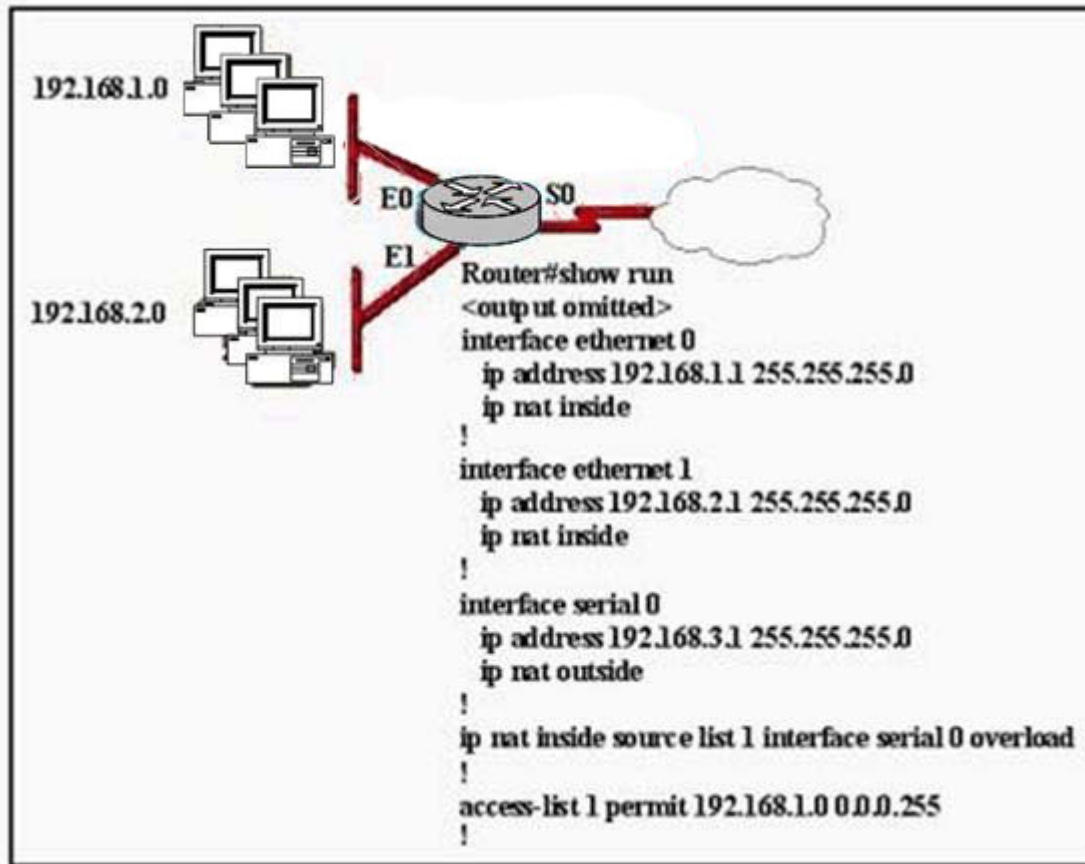 192.168.1.0
E0
S0
E1
192.168.2.0
Router#show run
<output omitted>
interface ethernet 0
ip address 192.168.1.1 255.255.255.0
ip nat inside
!
interface ethernet 1
ip address 192.168.2.1 255.255.255.0
ip nat inside
!
interface serial 0
ip address 192.168.3.1 255.255.255.0
ip nat outside
!
ip nat inside source list 1 interface serial 0 overload
!
access-list 1 permit 192.168.1.0 0.0.0.255
!